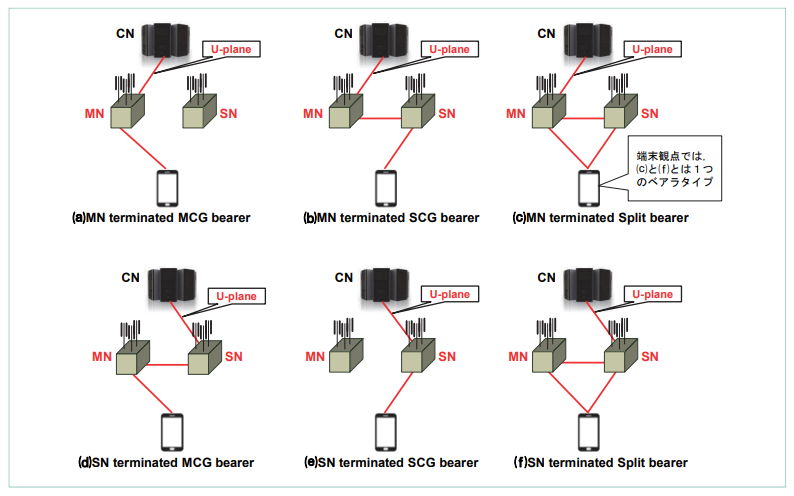 CN
U-plane
MN
SN
(a)MN terminated MCG bearer
CN
U-plane
MN
SN
(b)MN terminated SCG bearer
CN
U-plane
MN
SN
端末観点では,
(c)と(f)とは1つ
のベアラタイプ
(c)MN terminated Split bearer
CN
U-plane
MN
SN
(d)SN terminated MCG bearer
CN
U-plane
MN
SN
(e)SN terminated SCG bearer
CN
U-plane
MN
SN
(f)SN terminated Split bearer